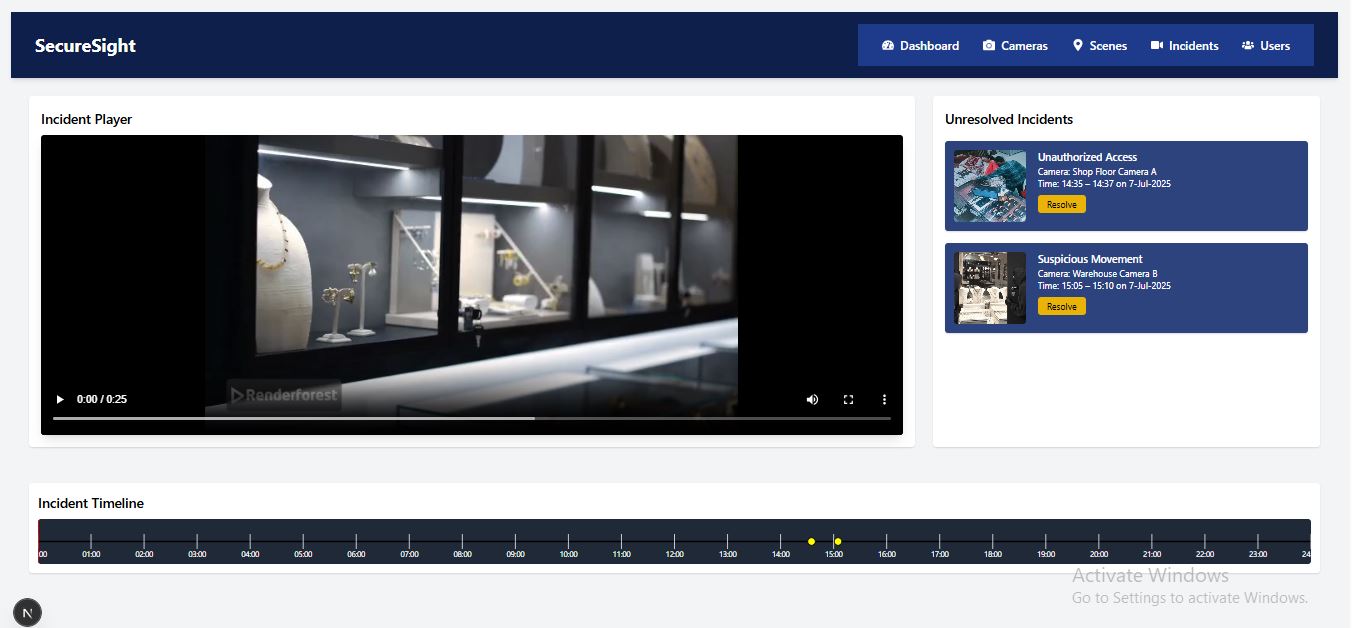 SecureSight
Dashboard Cameras Scenes Incidents Users
Incident Player
Renderforest
0:00 / 0:25
Unresolved Incidents
Unauthorized Access
Camera: Shop Floor Camera A
Time: 14:35 – 14:37 on 7-Jul-2025
Resolve
Suspicious Movement
Camera: Warehouse Camera B
Time: 15:05 – 15:10 on 7-Jul-2025
Resolve
Incident Timeline
00 01:00 02:00 03:00 04:00 05:00 06:00 07:00 08:00 09:00 10:00 11:00 12:00 13:00 14:00 15:00 16:00 17:00 18:00 19:00 20:00 21:00 22:00 23:00 24
Activate Windows
Go to Settings to activate Windows.
N